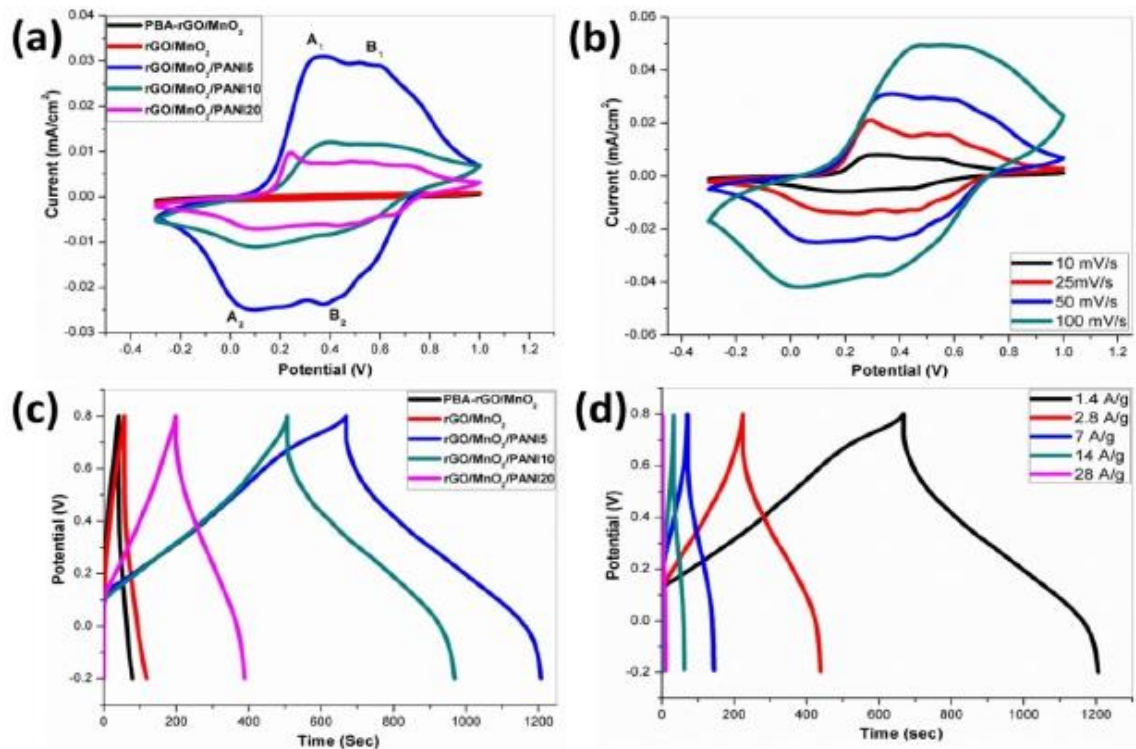 (a)
PBA-rGO/MnO₂
rGO/MnO₂
rGO/MnO₂/PANI5
rGO/MnO₂/PANI10
rGO/MnO₂/PANI20
A₁
B₁
A₂
B₂
0.04
0.03
0.02
0.01
0.00
-0.01
-0.02
-0.03
Current (mA/cm²)
-0.4 -0.2 0.0 0.2 0.4 0.6 0.8 1.0
Potential (V)
(b)
0.06
0.04
0.02
0.00
-0.02
-0.04
-0.06
Current (mA/cm²)
10 mV/s
25mV/s
50 mV/s
100 mV/s
-0.4 -0.2 0.0 0.2 0.4 0.6 0.8 1.0
Potential (V)
(c)
PBA-rGO/MnO₂
rGO/MnO₂
rGO/MnO₂/PANI5
rGO/MnO₂/PANI10
rGO/MnO₂/PANI20
0.8
0.6
0.4
0.2
0.0
-0.2
Potential (V)
0 200 400 600 800 1000 1200
Time (Sec)
(d)
1.4 A/g
2.8 A/g
7 A/g
14 A/g
28 A/g
0.8
0.6
0.4
0.2
0.0
-0.2
Potential (V)
0 200 400 600 800 1000 1200
Time (sec)